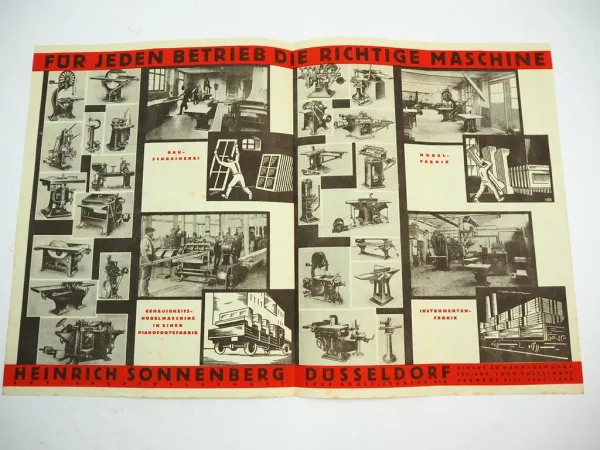 FÜR JEDEN BETRIEB DIE RICHTIGE MASCHINE
BAU-
SCHREINEREI
MÖBEL-
FABRIK
GENAUIGKEITS-
HOBELMASCHINE
IN EINER
PIANOFORTEFABRIK
INSTRUMENTEN-
FABRIK
HEINRICH SONNENBERG DÜSSELDORF